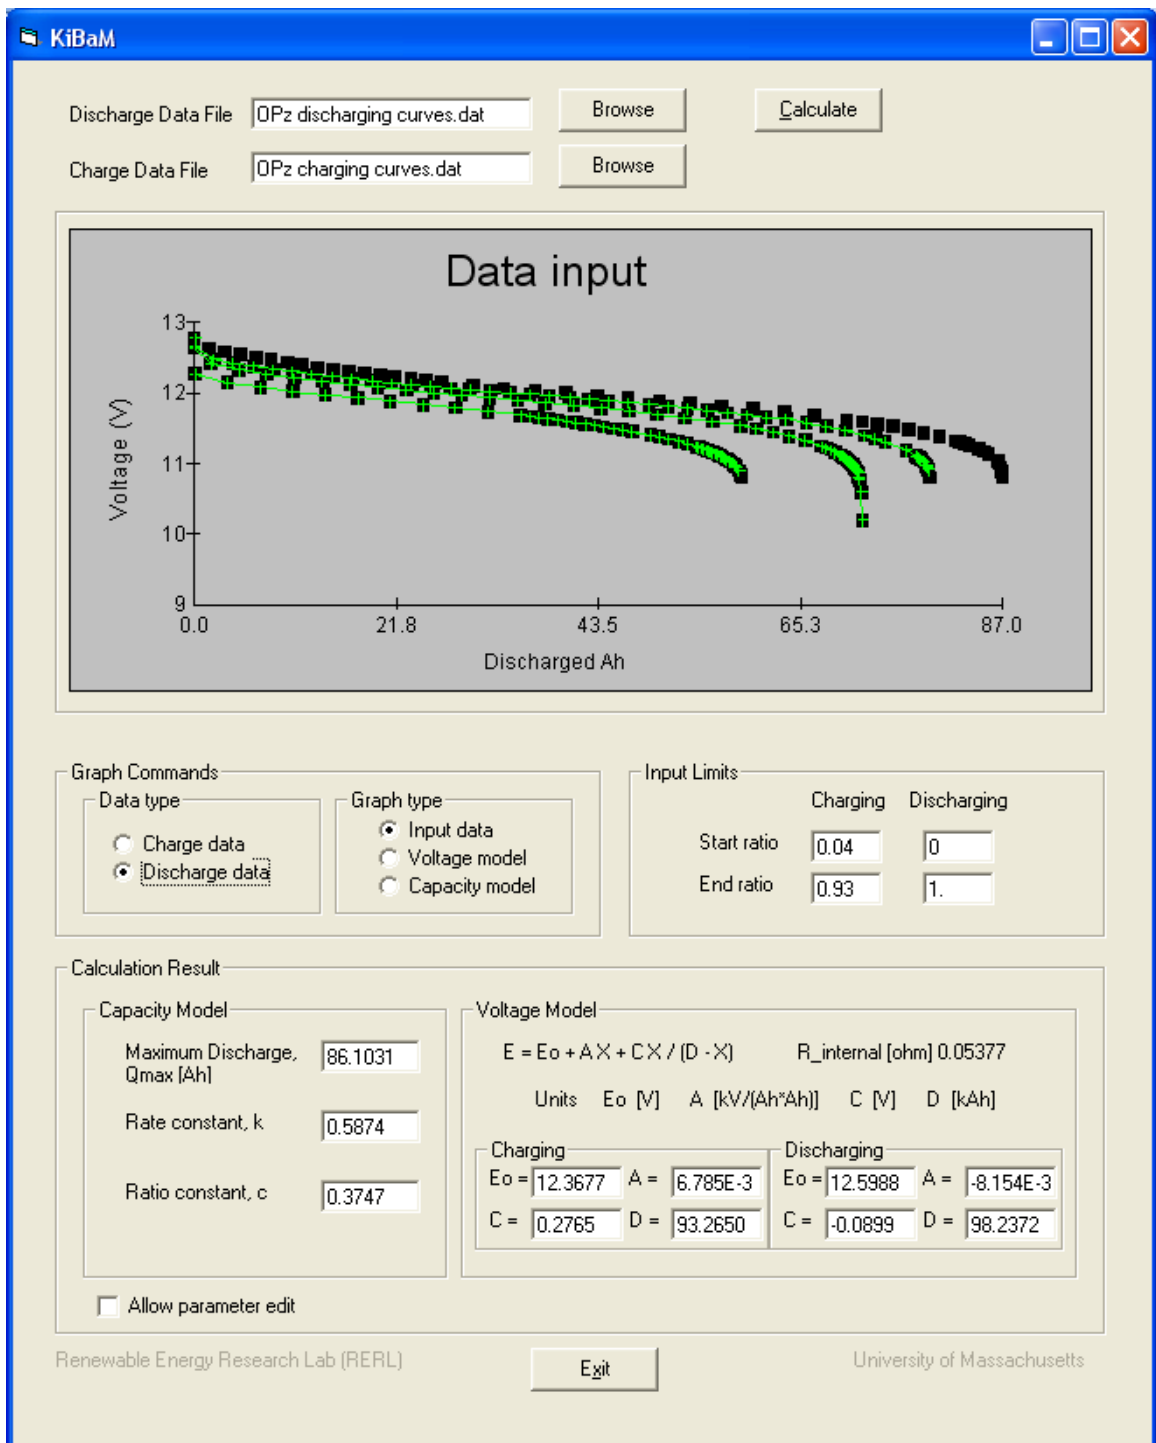 KiBaM
Discharge Data File OPz discharging curves.dat Browse Calculate
Charge Data File OPz charging curves.dat Browse
Data input
13
12
11
10
9
Voltage (V)
0.0 21.8 43.5 65.3 87.0
Discharged Ah
Graph Commands
Data type
Charge data
Discharge data
Graph type
Input data
Voltage model
Capacity model
Input Limits
Charging Discharging
Start ratio 0.04 0
End ratio 0.93 1.
Calculation Result
Capacity Model
Maximum Discharge,
Qmax [Ah] 86.1031
Rate constant, k 0.5874
Ratio constant, c 0.3747
Voltage Model
E = Eo + A X + C X / (D - X) R_internal [ohm] 0.05377
Units Eo [V] A [kV/(Ah*Ah)] C [V] D [kAh]
Charging
Eo = 12.3677 A = 6.785E-3
C = 0.2765 D = 93.2650
Discharging
Eo = 12.5988 A = -8.154E-3
C = -0.0899 D = 98.2372
Allow parameter edit
Renewable Energy Research Lab (RERL) Exit University of Massachusetts